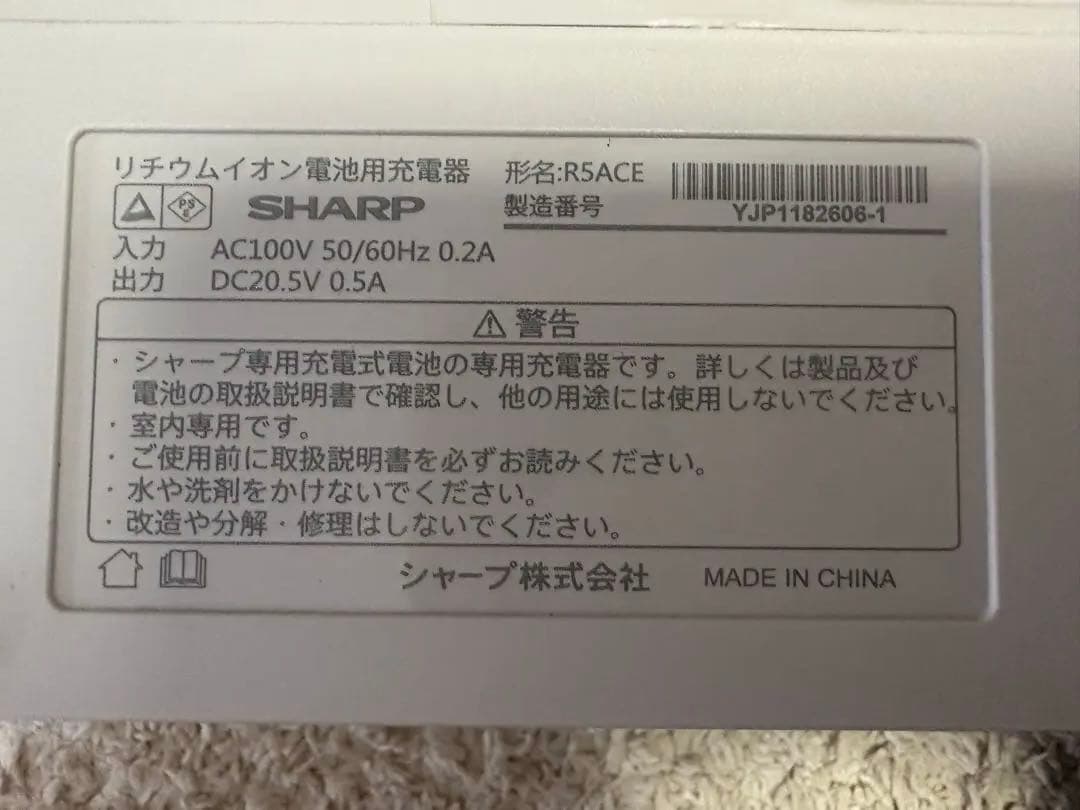 リチウムイオン電池用充電器
形名:R5ACE
PS
E
SHARP
製造番号
YJP1182606-1
入力 AC100V 50/60Hz 0.2A
出力 DC20.5V 0.5A
⚠警告
・シャープ専用充電式電池の専用充電器です。詳しくは製品及び
電池の取扱説明書で確認し、他の用途には使用しないでください。
・室内専用です。
・ご使用前に取扱説明書を必ずお読みください。
・水や洗剤をかけないでください。
・改造や分解・修理はしないでください。
シャープ株式会社 MADE IN CHINA